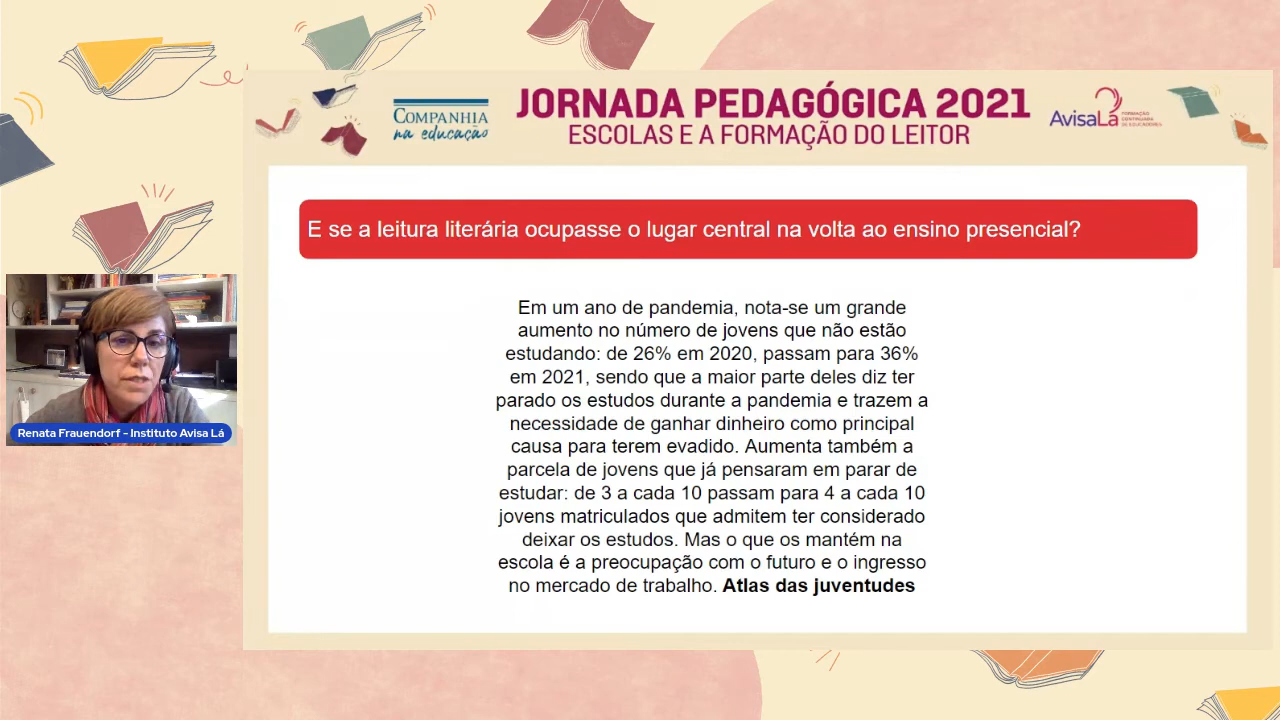 COMPANHIA
na educação
JORNADA PEDAGÓGICA 2021
ESCOLAS E A FORMAÇÃO DO LEITOR
AvisaLá
FORMAÇÃO
CONTINUADA
DE EDUCADORES
E se a leitura literária ocupasse o lugar central na volta ao ensino presencial?
Em um ano de pandemia, nota-se um grande
aumento no número de jovens que não estão
estudando: de 26% em 2020, passam para 36%
em 2021, sendo que a maior parte deles diz ter
parado os estudos durante a pandemia e trazem a
necessidade de ganhar dinheiro como principal
causa para terem evadido. Aumenta também a
parcela de jovens que já pensaram em parar de
estudar: de 3 a cada 10 passam para 4 a cada 10
jovens matriculados que admitem ter considerado
deixar os estudos. Mas o que os mantém na
escola é a preocupação com o futuro e o ingresso
no mercado de trabalho. Atlas das juventudes
Renata Frauendorf - Instituto Avisa Lá